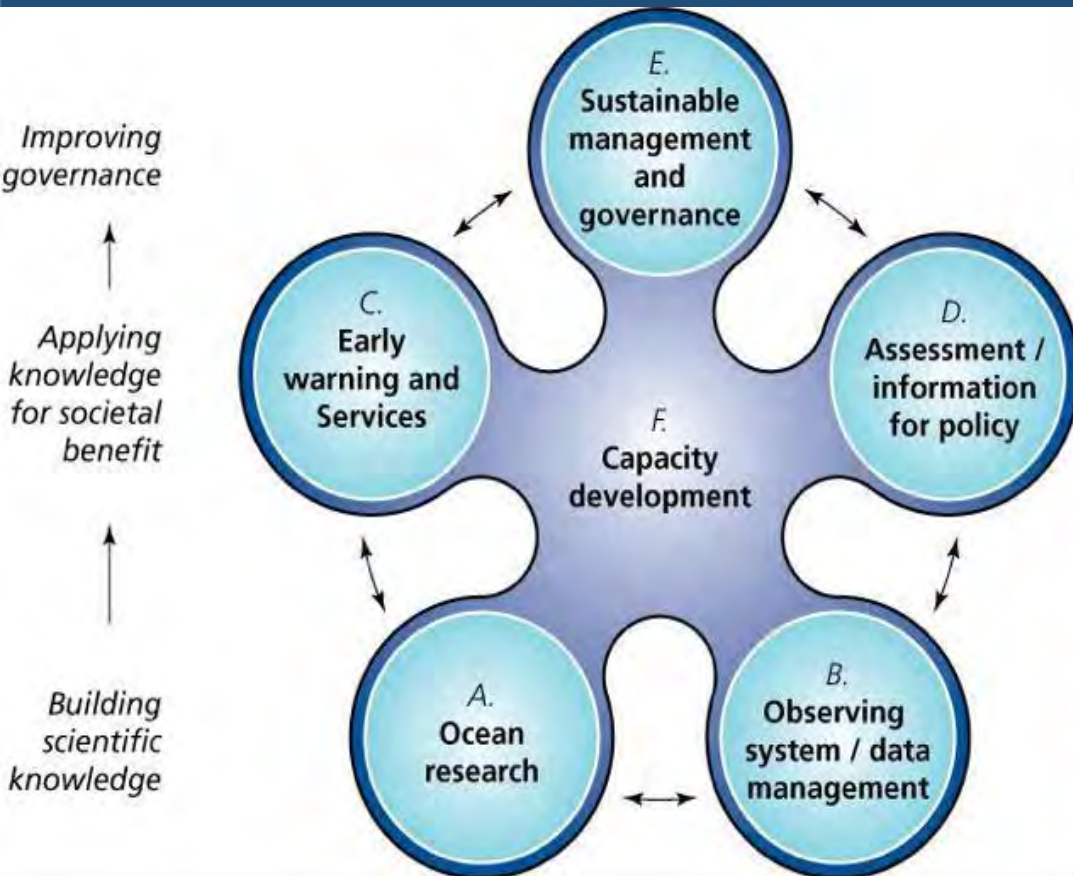 E.
Sustainable
management
and
governance
Improving
governance
C.
Early
warning and
Services
D.
Assessment /
information
for policy
Applying
knowledge
for societal
benefit
F.
Capacity
development
A.
Ocean
research
B.
Observing
system / data
management
Building
scientific
knowledge